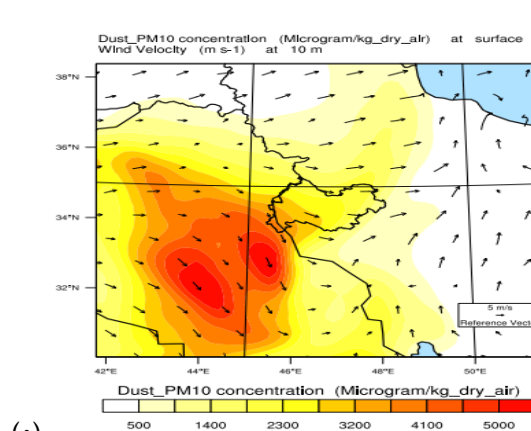 Dust_PM10 concentration (Microgram/kg_dry_air) at surface
Wind Velocity (m s-1) at 10 m
38°N
36°N
34°N
32°N
5 m/s
Reference Vect
42°E 44°E 46°E 48°E 50°E
Dust_PM10 concentration (Microgram/kg_dry_air)
500 1400 2300 3200 4100 5000